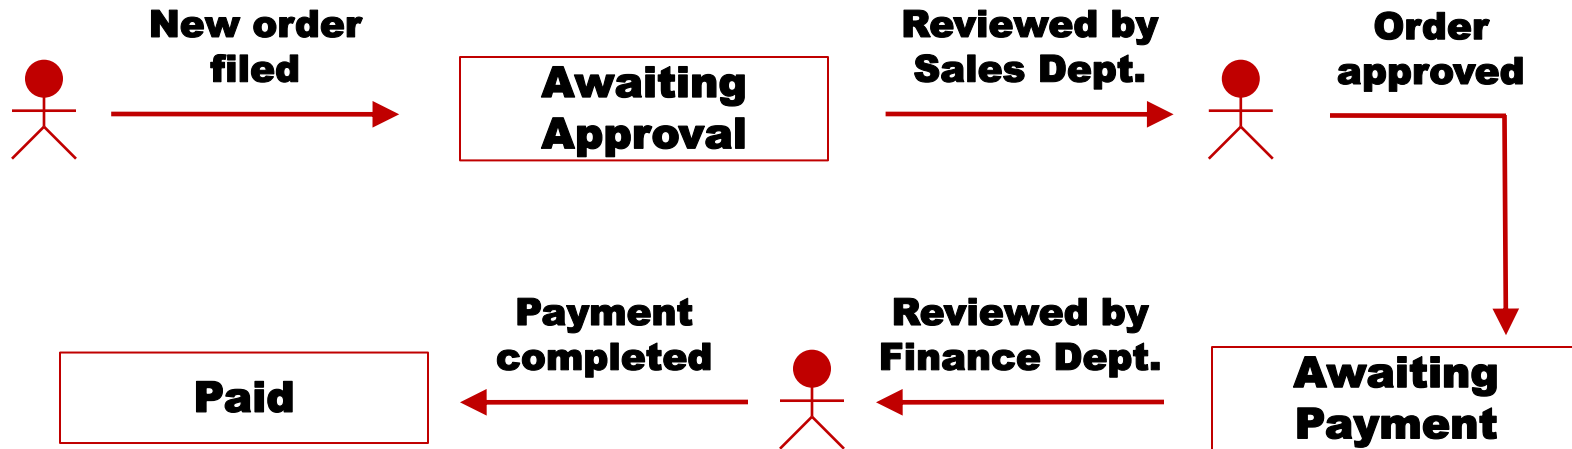 New order
filed
Awaiting
Approval
Reviewed by
Sales Dept.
Order
approved
Payment
completed
Reviewed by
Finance Dept.
Paid
Awaiting
Payment